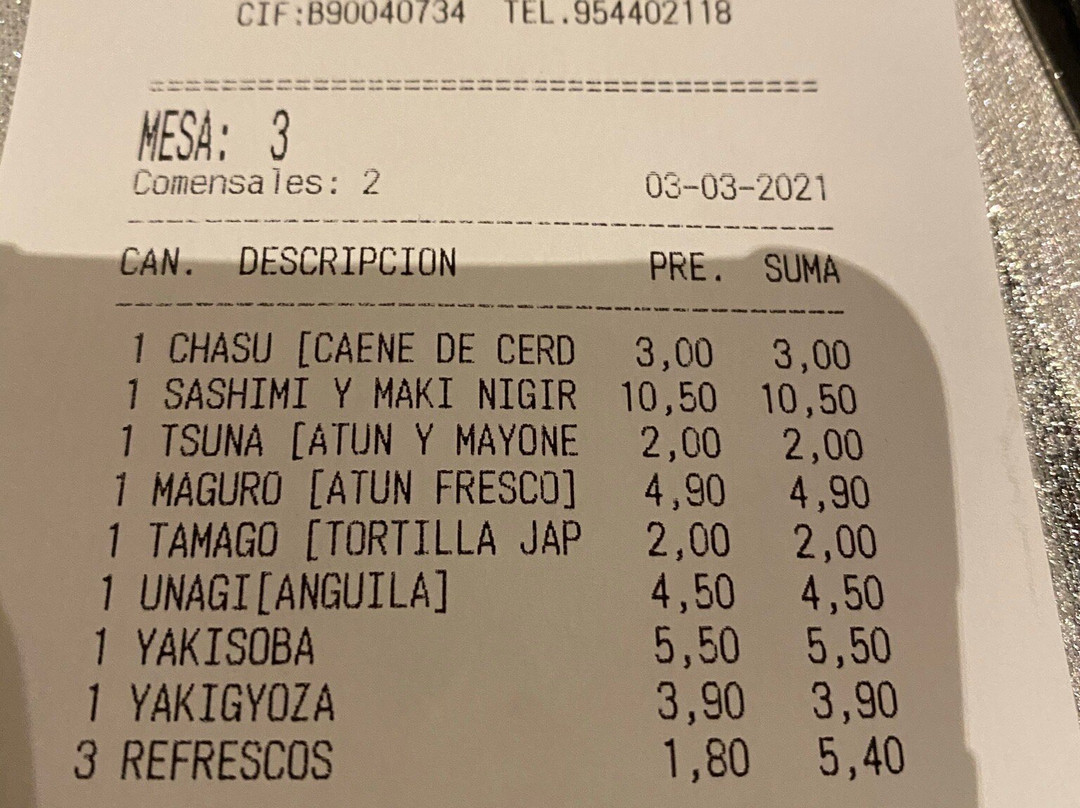 CIF:B90040734 TEL.954402118
========================================
MESA: 3
Comensales: 2 03-03-2021
----------------------------------------
CAN. DESCRIPCION PRE. SUMA
----------------------------------------
1 CHASU [CAENE DE CERD 3,00 3,00
1 SASHIMI Y MAKI NIGIR 10,50 10,50
1 TSUNA [ATUN Y MAYONE 2,00 2,00
1 MAGURO [ATUN FRESCO] 4,90 4,90
1 TAMAGO [TORTILLA JAP 2,00 2,00
1 UNAGI[ANGUILA] 4,50 4,50
1 YAKISOBA 5,50 5,50
1 YAKIGYOZA 3,90 3,90
3 REFRESCOS 1,80 5,40